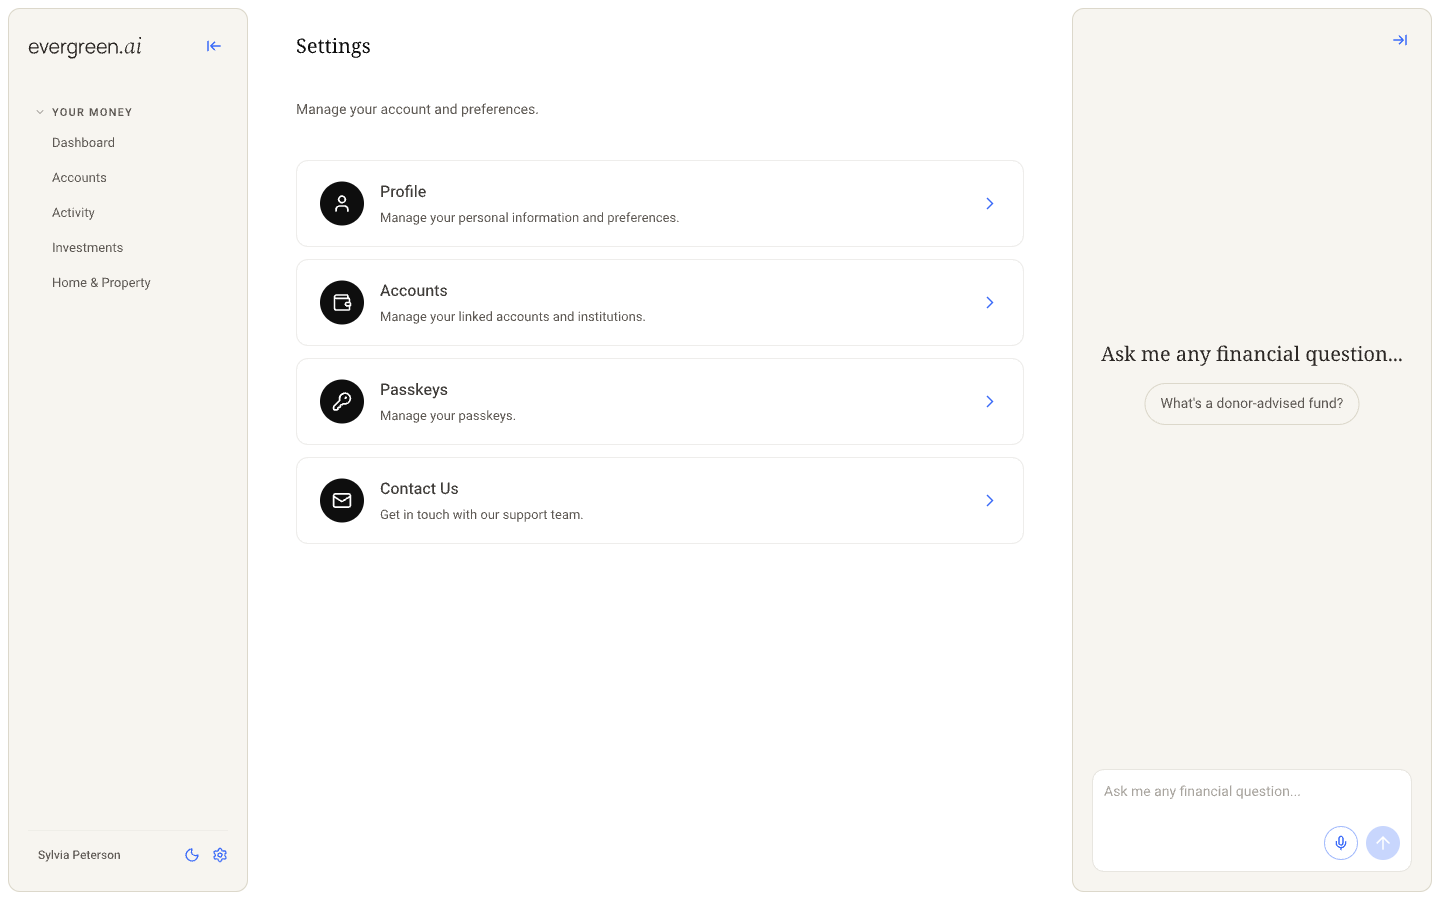 evergreen.ai
YOUR MONEY
Dashboard
Accounts
Activity
Investments
Home & Property
Sylvia Peterson
Settings
Manage your account and preferences.
Profile
Manage your personal information and preferences.
Accounts
Manage your linked accounts and institutions.
Passkeys
Manage your passkeys.
Contact Us
Get in touch with our support team.
Ask me any financial question...
What's a donor-advised fund?
Ask me any financial question...